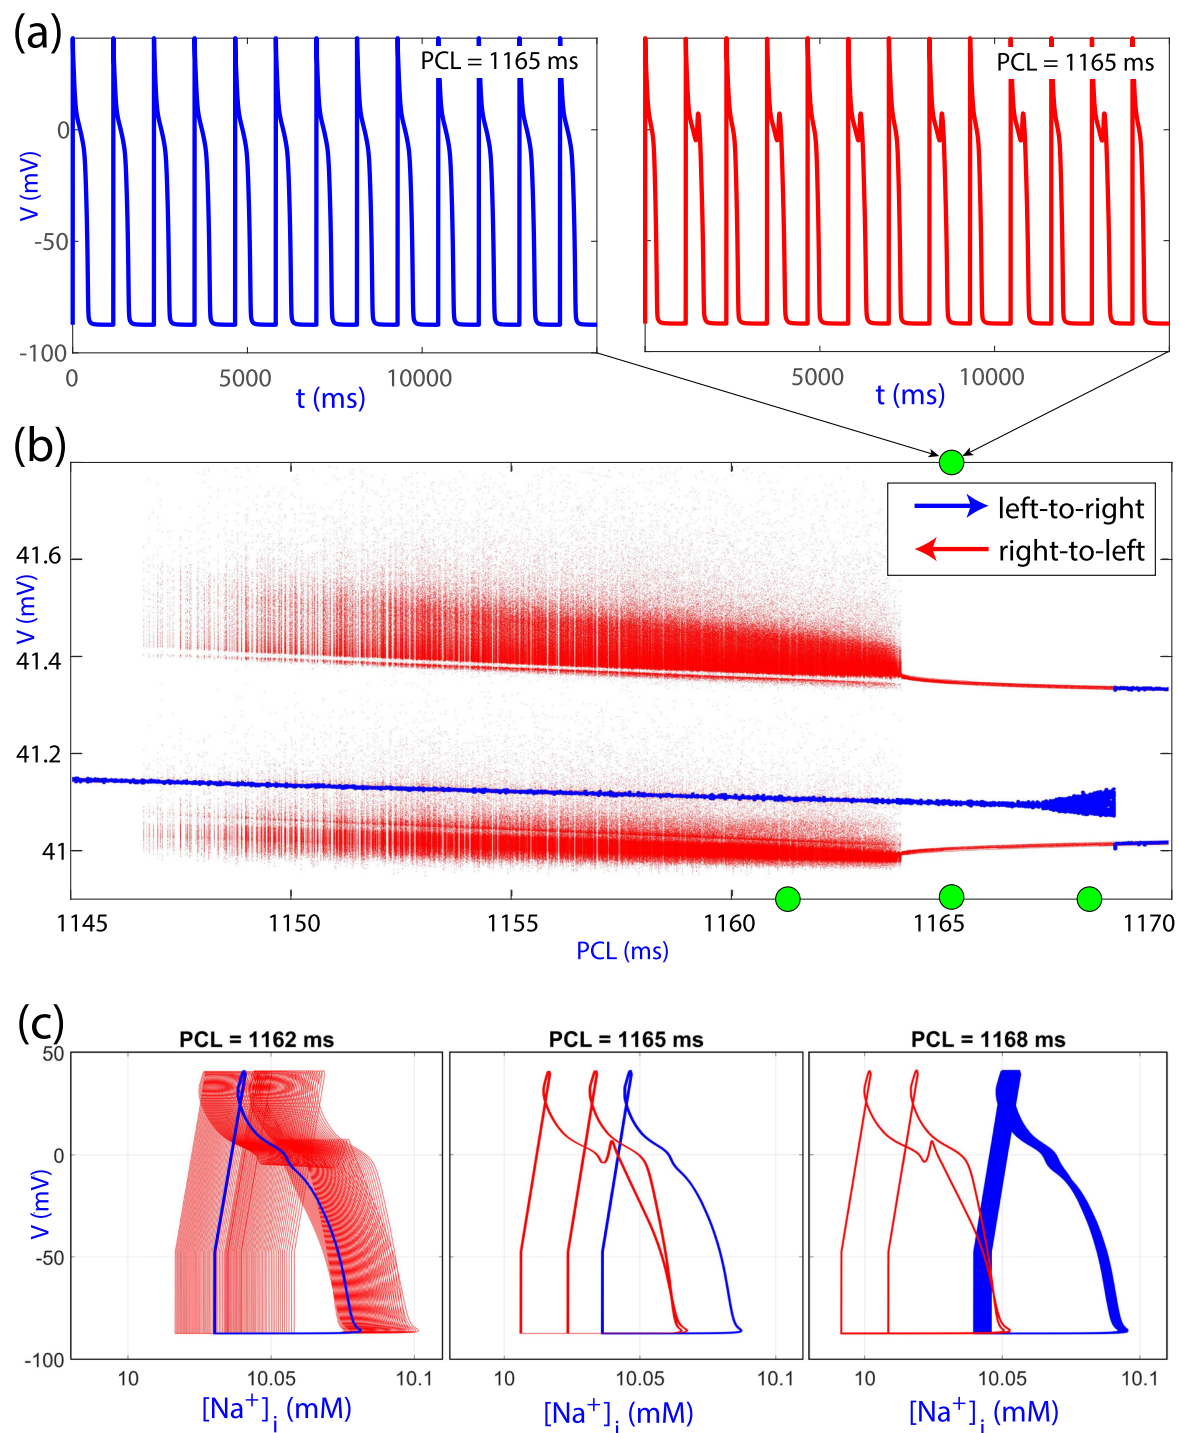 (a)
PCL = 1165 ms
PCL = 1165 ms
0
-50
-100
V (mV)
0 5000 10000
5000 10000
t (ms)
t (ms)
(b)
left-to-right
right-to-left
41.6
41.4
41.2
41
V (mV)
1145 1150 1155 1160 1165 1170
PCL (ms)
(c)
PCL = 1162 ms
PCL = 1165 ms
PCL = 1168 ms
50
0
-50
-100
V (mV)
10 10.05 10.1
10 10.05 10.1
10 10.05 10.1
[Na+]i (mM)
[Na+]i (mM)
[Na+]i (mM)